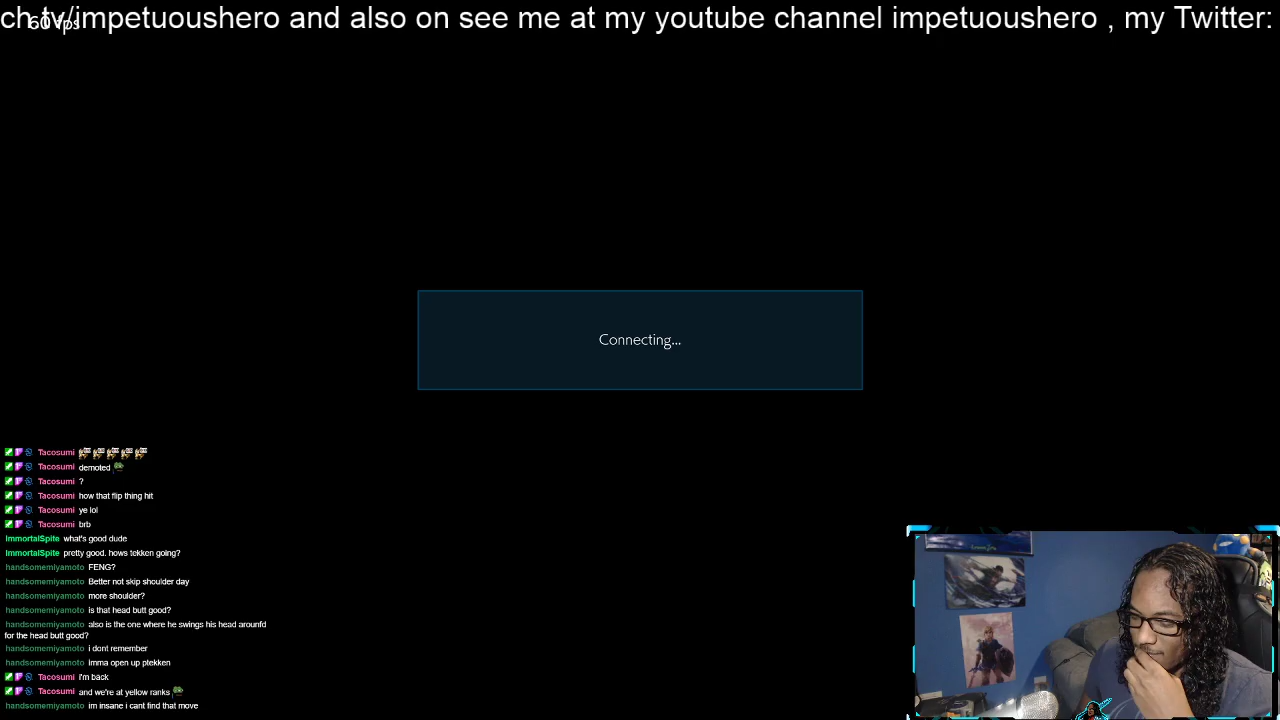 ch.tv/impetuoushero and also on see me at my youtube channel impetuoushero , my Twitter:
60 fps
Connecting...
Tacosumi
Tacosumi demoted
Tacosumi ?
Tacosumi how that flip thing hit
Tacosumi ye lol
Tacosumi brb
ImmortalSpite what's good dude
ImmortalSpite pretty good. hows tekken going?
handsomemiyamoto FENG?
handsomemiyamoto Better not skip shoulder day
handsomemiyamoto more shoulder?
handsomemiyamoto is that head butt good?
handsomemiyamoto also is the one where he swings his head arounfd
for the head butt good?
handsomemiyamoto i dont remember
handsomemiyamoto imma open up ptekken
Tacosumi I'm back
Tacosumi and we're at yellow ranks
handsomemiyamoto im insane i cant find that move